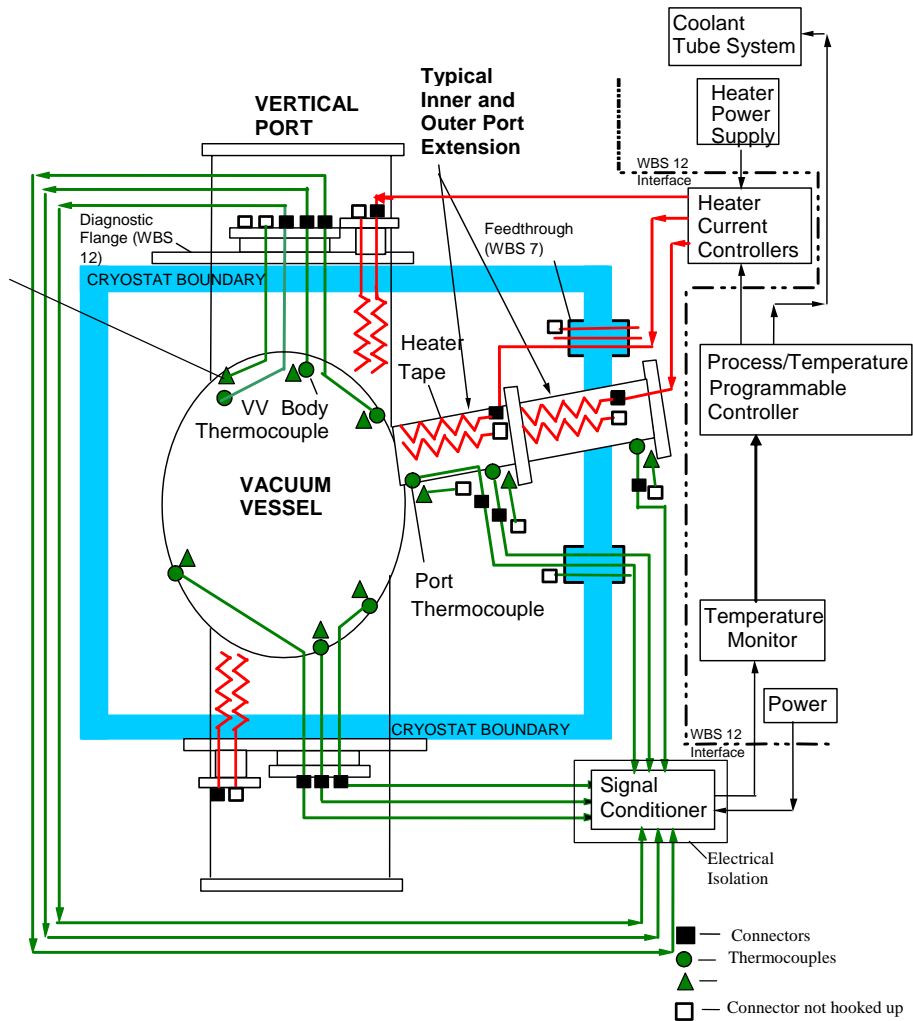 Coolant
Tube System
Typical
Inner and
Outer Port
Extension
VERTICAL
PORT
Heater
Power
Supply
WBS 12
Interface
Heater
Current
Controllers
Diagnostic
Flange (WBS
12)
Feedthrough
(WBS 7)
CRYOSTAT BOUNDARY
Heater
Tape
Process/Temperature
Programmable
Controller
VV Body
Thermocouple
VACUUM
VESSEL
Port
Thermocouple
Temperature
Monitor
Power
CRYOSTAT BOUNDARY
WBS 12
Interface
Signal
Conditioner
Electrical
Isolation
— Connectors
— Thermocouples
—
— Connector not hooked up